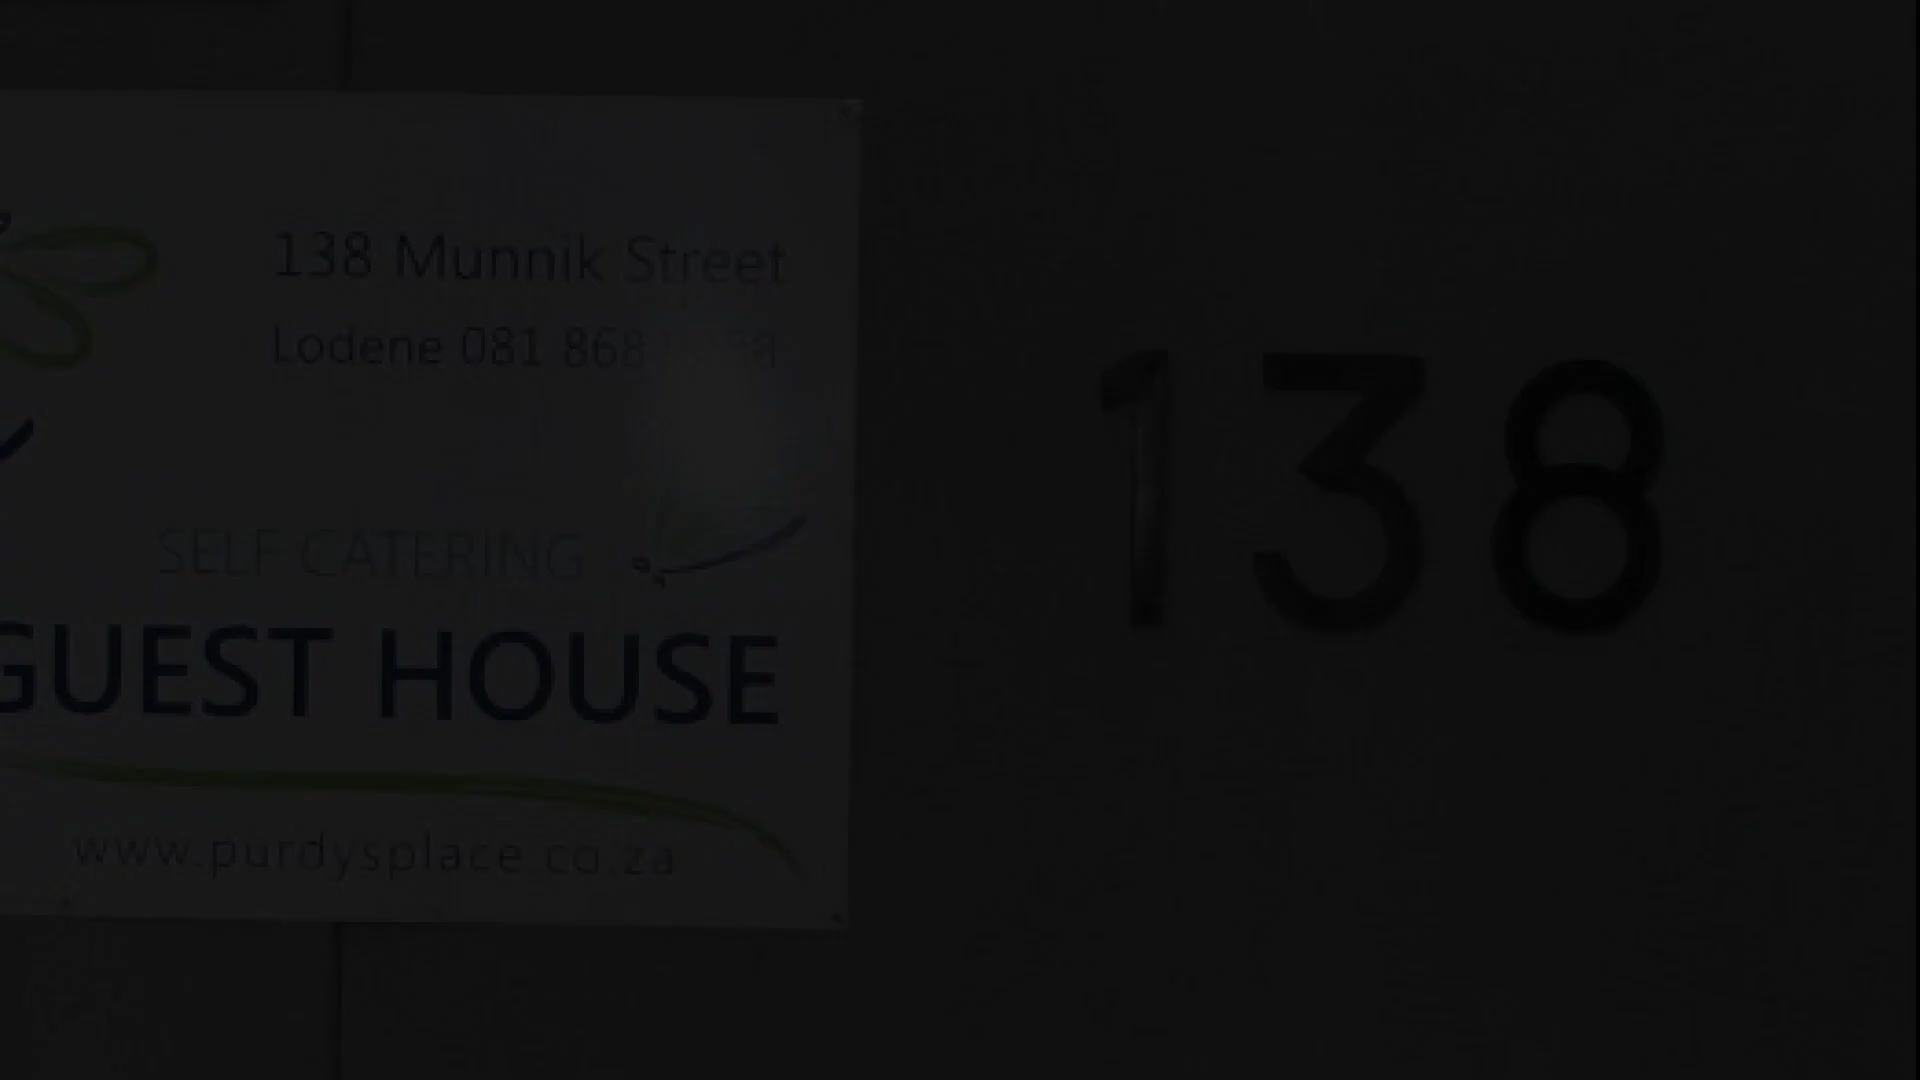 138 Munnik Street
Lodene 081 868
SELF CATERING
GUEST HOUSE
www.purdysplace.co.za
138